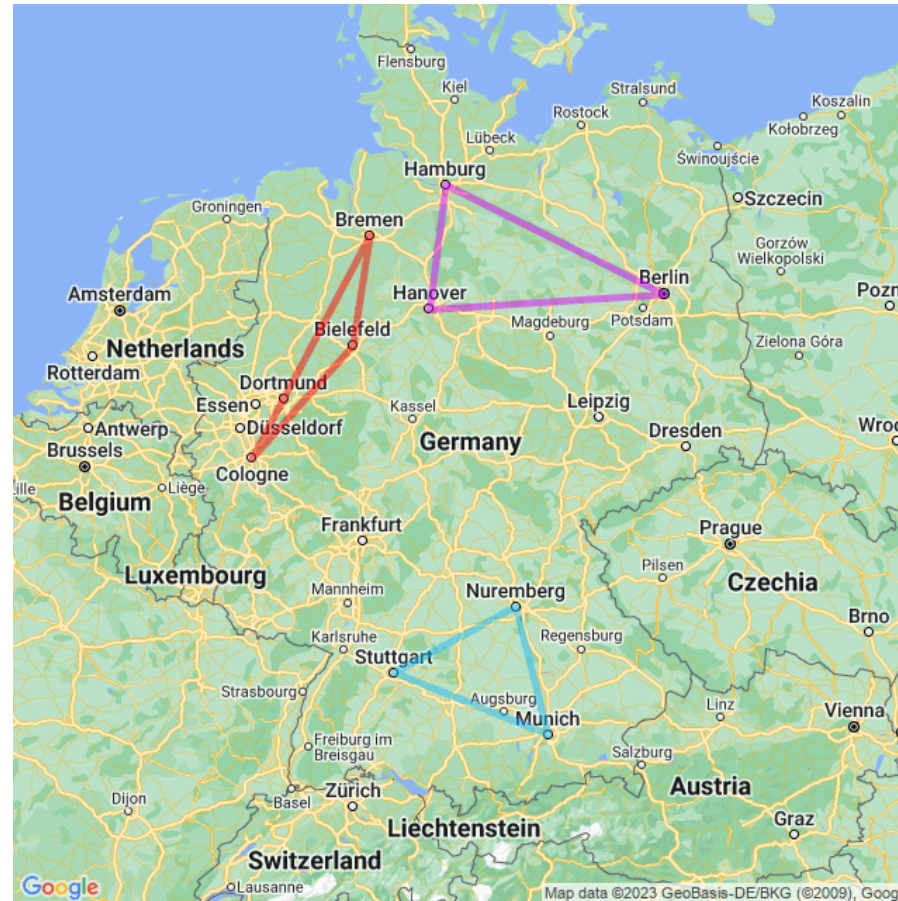 Flensburg
Kiel
Stralsund
Koszalin
Rostock
Kołobrzeg
Lübeck
Świnoujście
Hamburg
Szczecin
Groningen
Bremen
Gorzów
Wielkopolski
Berlin
Amsterdam
Hanover
Pozn
Potsdam
Magdeburg
Bielefeld
Netherlands
Zielona Góra
Rotterdam
Dortmund
Essen
Kassel
Leipzig
Antwerp
Düsseldorf
Germany
Dresden
Wroc
Brussels
Cologne
Lille
Liège
Belgium
Frankfurt
Prague
Luxembourg
Pilsen
Czechia
Mannheim
Nuremberg
Brno
Karlsruhe
Regensburg
Stuttgart
Strasbourg
Augsburg
Linz
Munich
Vienna
Freiburg im
Breisgau
Salzburg
Austria
Zürich
Basel
Dijon
Liechtenstein
Graz
Switzerland
Google
Lausanne
Map data ©2023 GeoBasis-DE/BKG (©2009), Goog